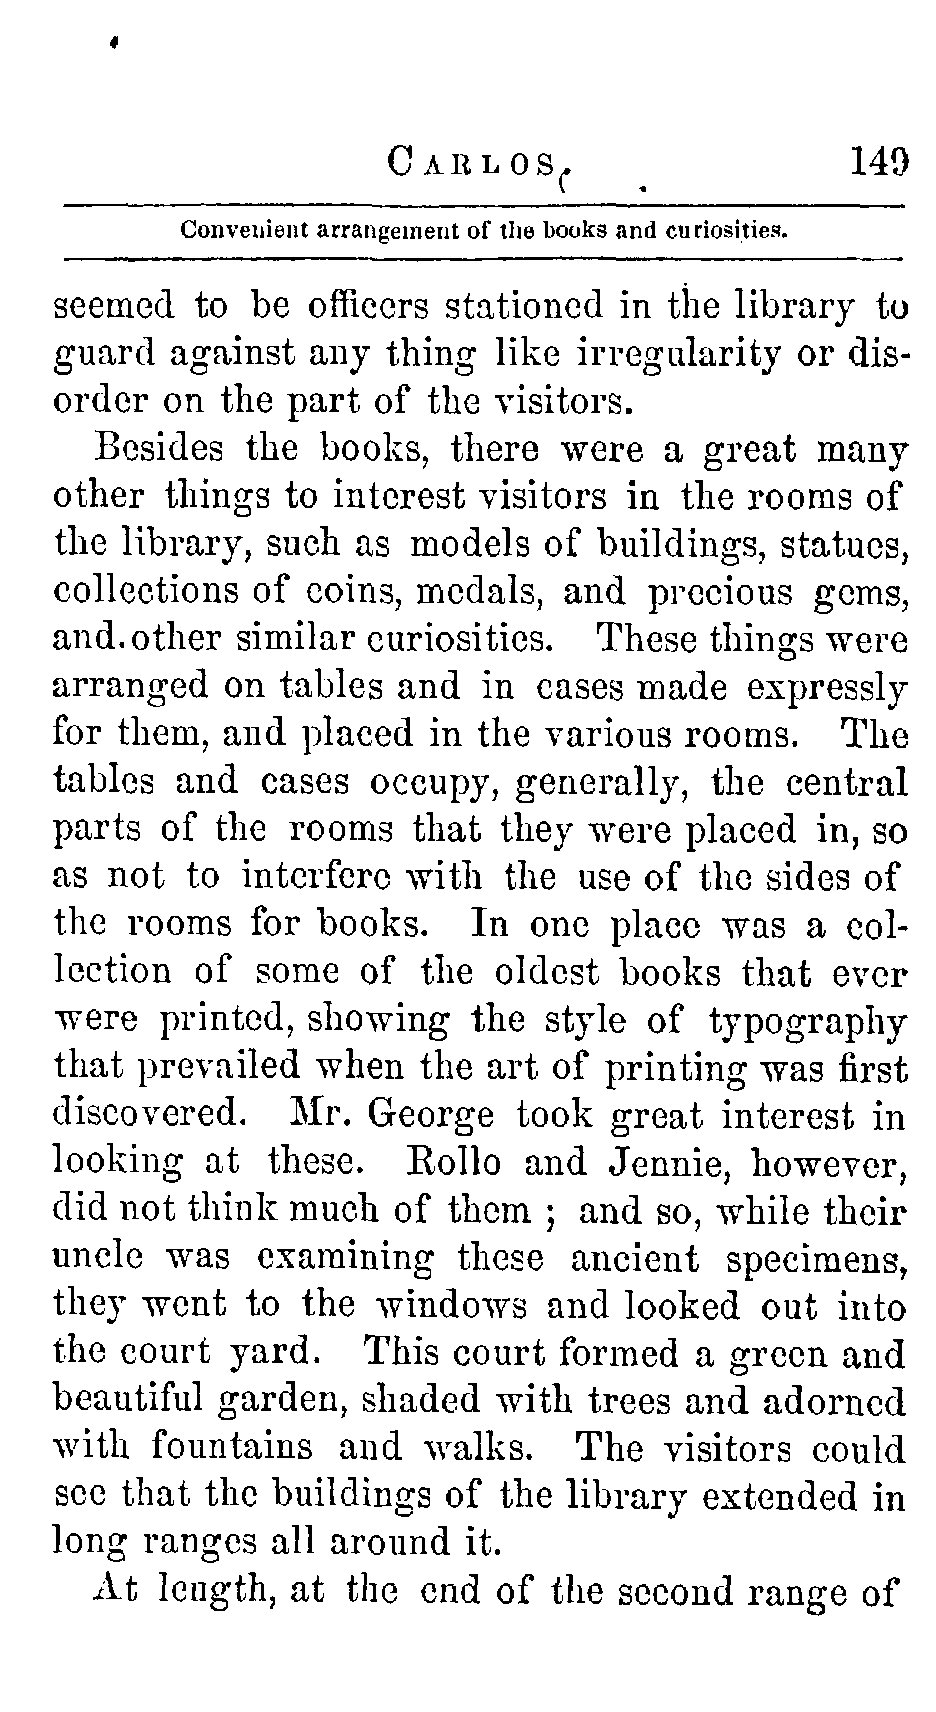 CARLOS. 149
Convenient arrangement of the books and curiosities.
seemed to be officers stationed in the library to
guard against any thing like irregularity or dis-
order on the part of the visitors.
Besides the books, there were a great many
other things to interest visitors in the rooms of
the library, such as models of buildings, statues,
collections of coins, medals, and precious gems,
and other similar curiosities. These things were
arranged on tables and in cases made expressly
for them, and placed in the various rooms. The
tables and cases occupy, generally, the central
parts of the rooms that they were placed in, so
as not to interfere with the use of the sides of
the rooms for books. In one place was a col-
lection of some of the oldest books that ever
were printed, showing the style of typography
that prevailed when the art of printing was first
discovered. Mr. George took great interest in
looking at these. Rollo and Jennie, however,
did not think much of them ; and so, while their
uncle was examining these ancient specimens,
they went to the windows and looked out into
the court yard. This court formed a green and
beautiful garden, shaded with trees and adorned
with fountains and walks. The visitors could
see that the buildings of the library extended in
long ranges all around it.
At length, at the end of the second range of